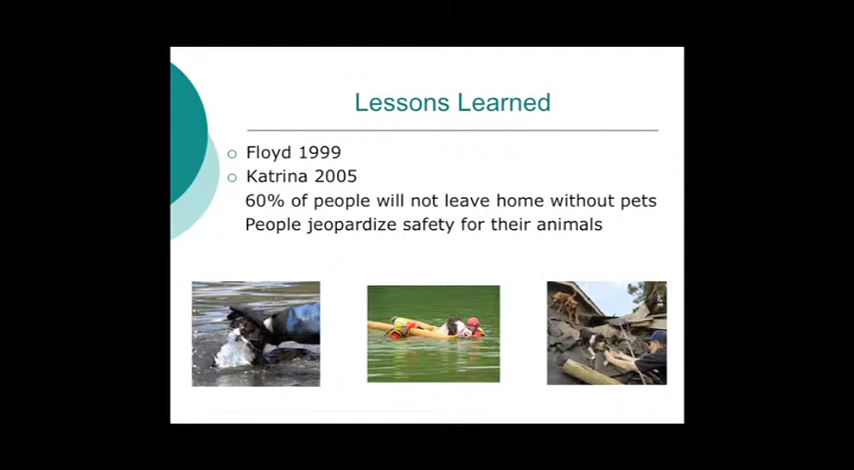 Lessons Learned
Floyd 1999
Katrina 2005
60% of people will not leave home without pets
People jeopardize safety for their animals